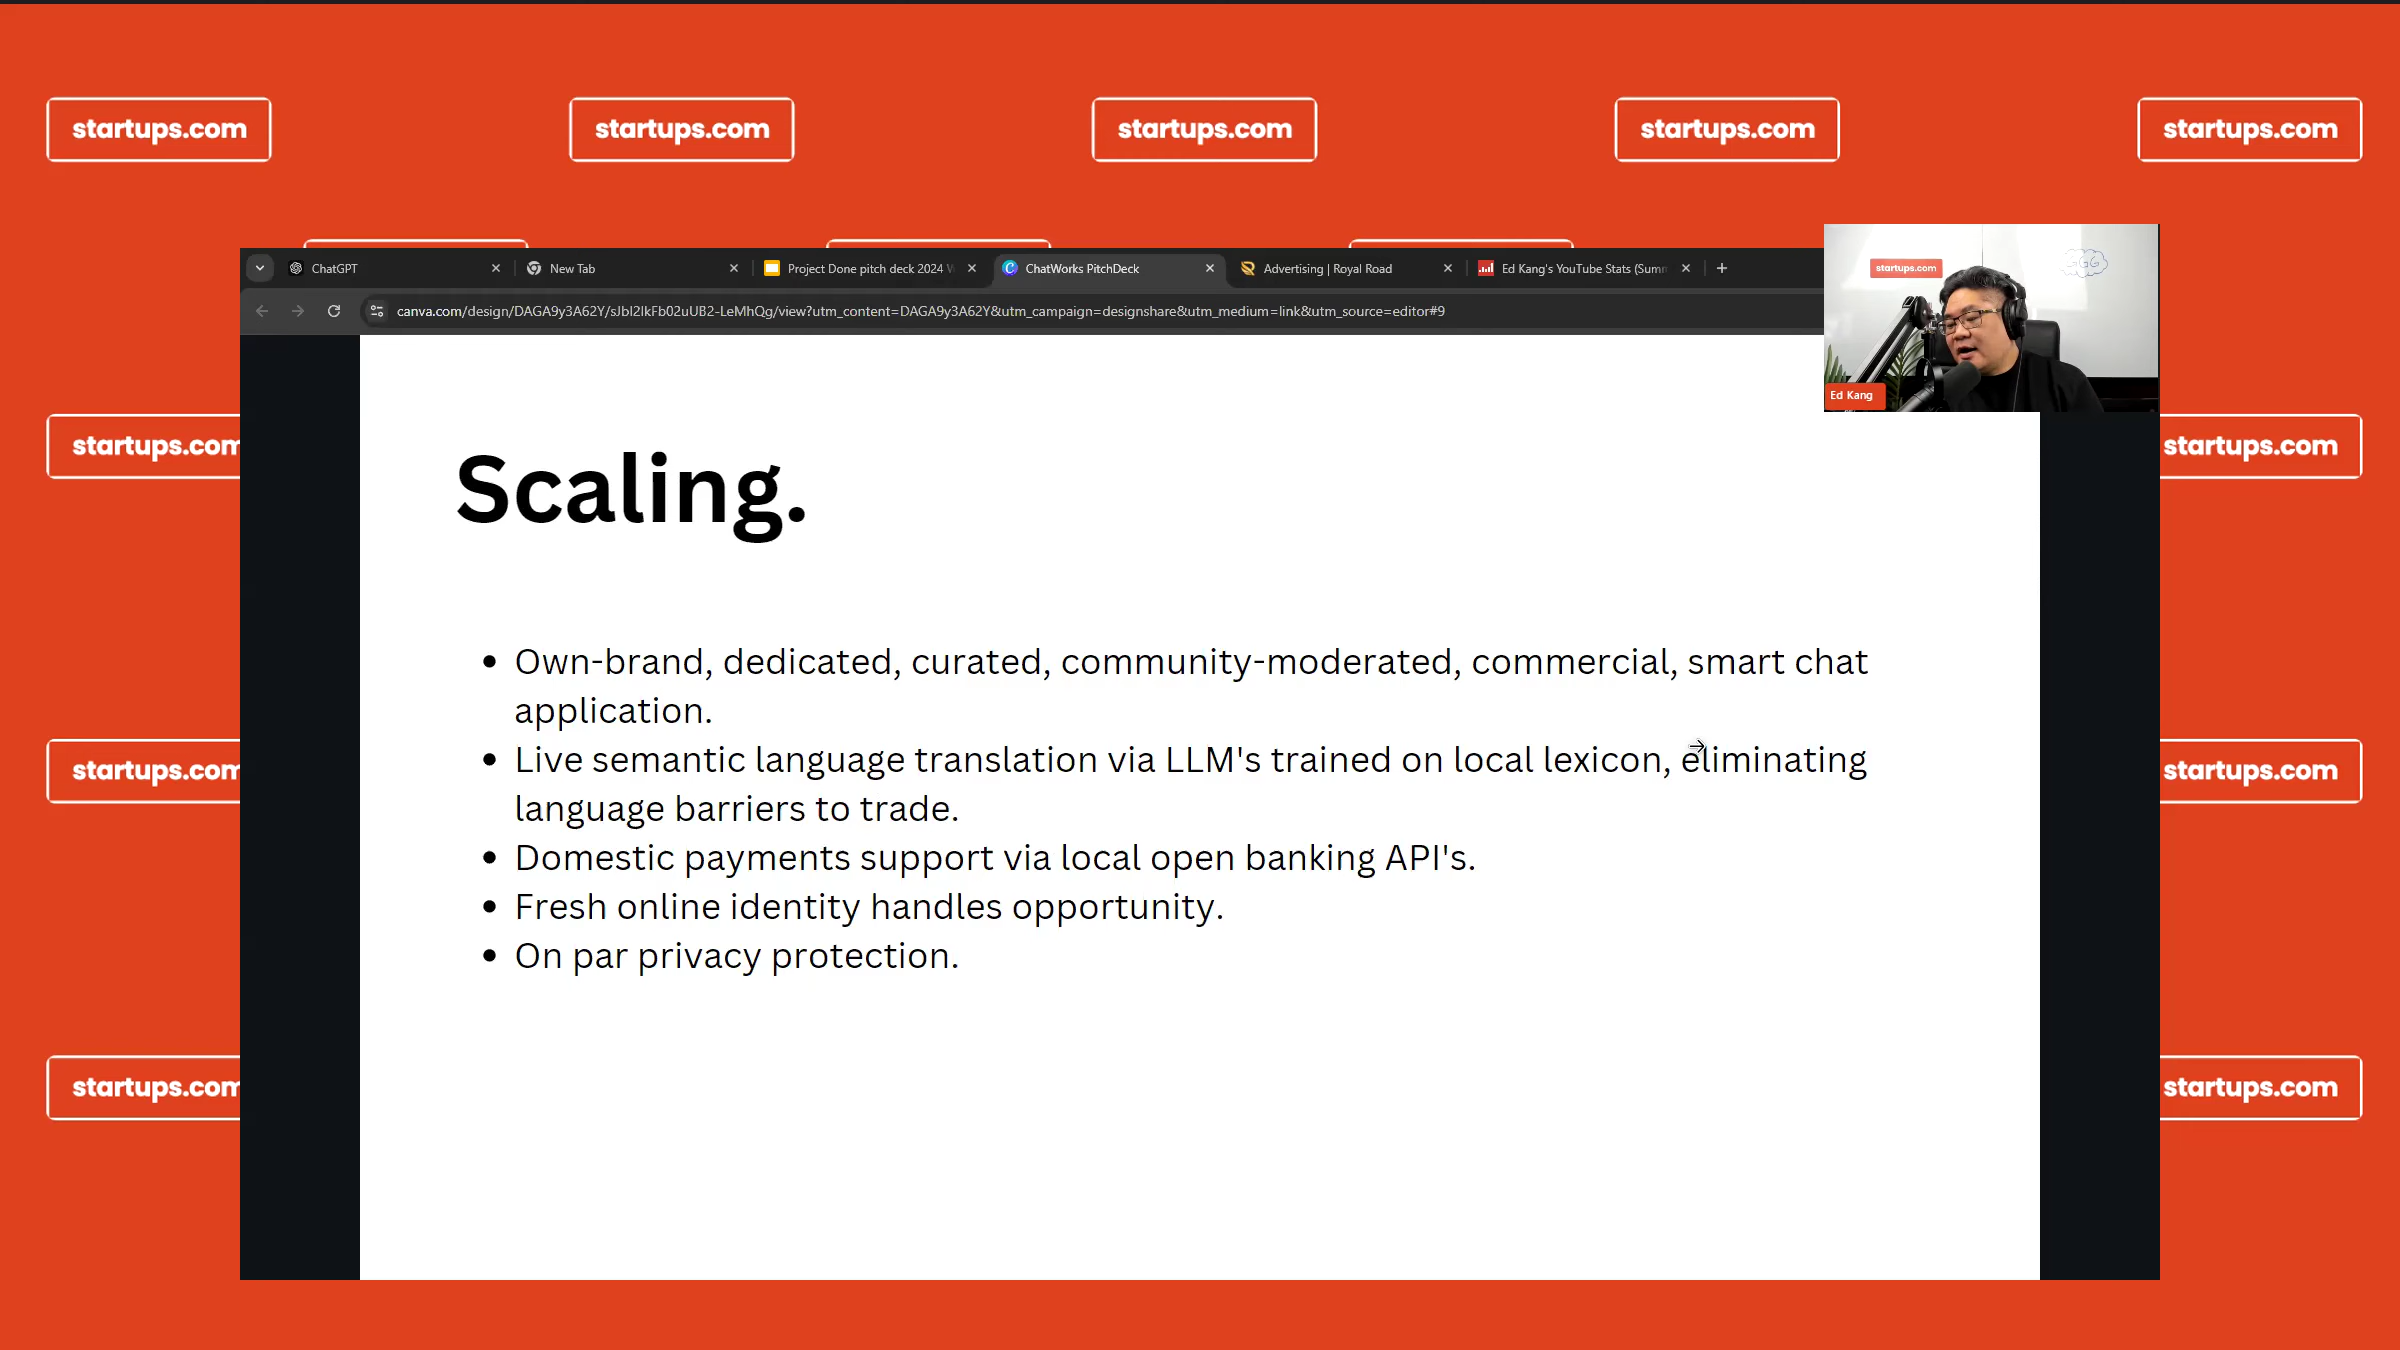 startups.com startups.com startups.com startups.com startups.com
ChatGPT New Tab Project Done pitch deck 2024 ChatWorks PitchDeck Advertising | Royal Road Ed Kang's YouTube Stats (Sum
canva.com/design/DAGA9y3A62Y/sJbI2IkFb02uUB2-LeMhQg/view?utm_content=DAGA9y3A62Y&utm_campaign=designshare&utm_medium=link&utm_source=editor#9
startups.com
Ed Kang
Scaling.
startups.com startups.com
• Own-brand, dedicated, curated, community-moderated, commercial, smart chat
application.
• Live semantic language translation via LLM's trained on local lexicon, eliminating
language barriers to trade.
startups.com startups.com
• Domestic payments support via local open banking API's.
• Fresh online identity handles opportunity.
• On par privacy protection.
startups.com startups.com